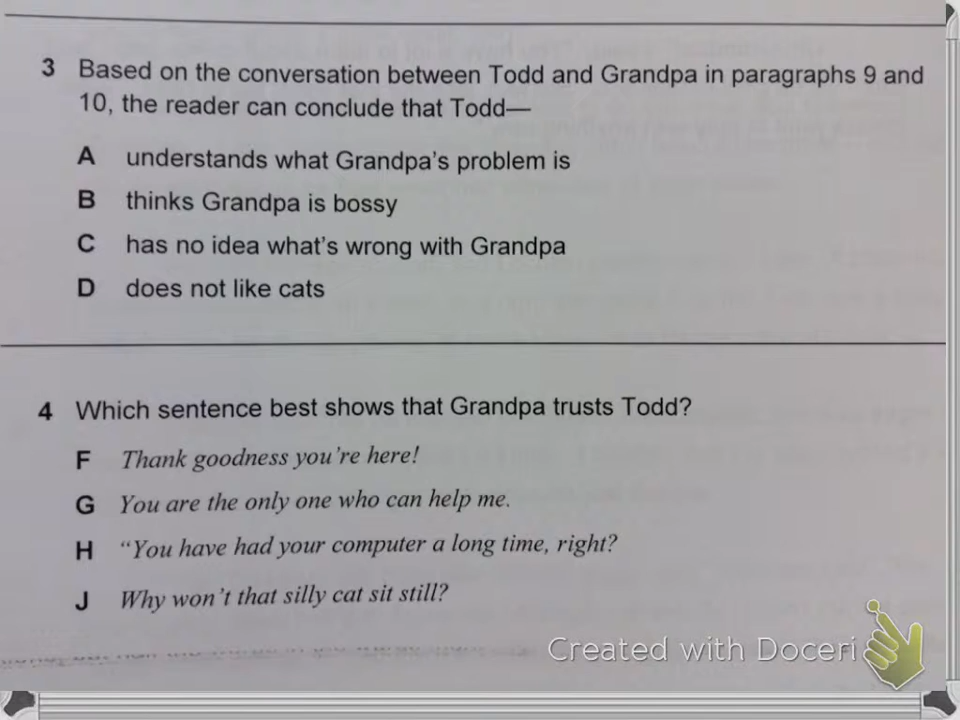 3 Based on the conversation between Todd and Grandpa in paragraphs 9 and
10, the reader can conclude that Todd—
A understands what Grandpa's problem is
B thinks Grandpa is bossy
C has no idea what's wrong with Grandpa
D does not like cats
4 Which sentence best shows that Grandpa trusts Todd?
F Thank goodness you're here!
G You are the only one who can help me.
H "You have had your computer a long time, right?
J Why won't that silly cat sit still?
Created with Doceri